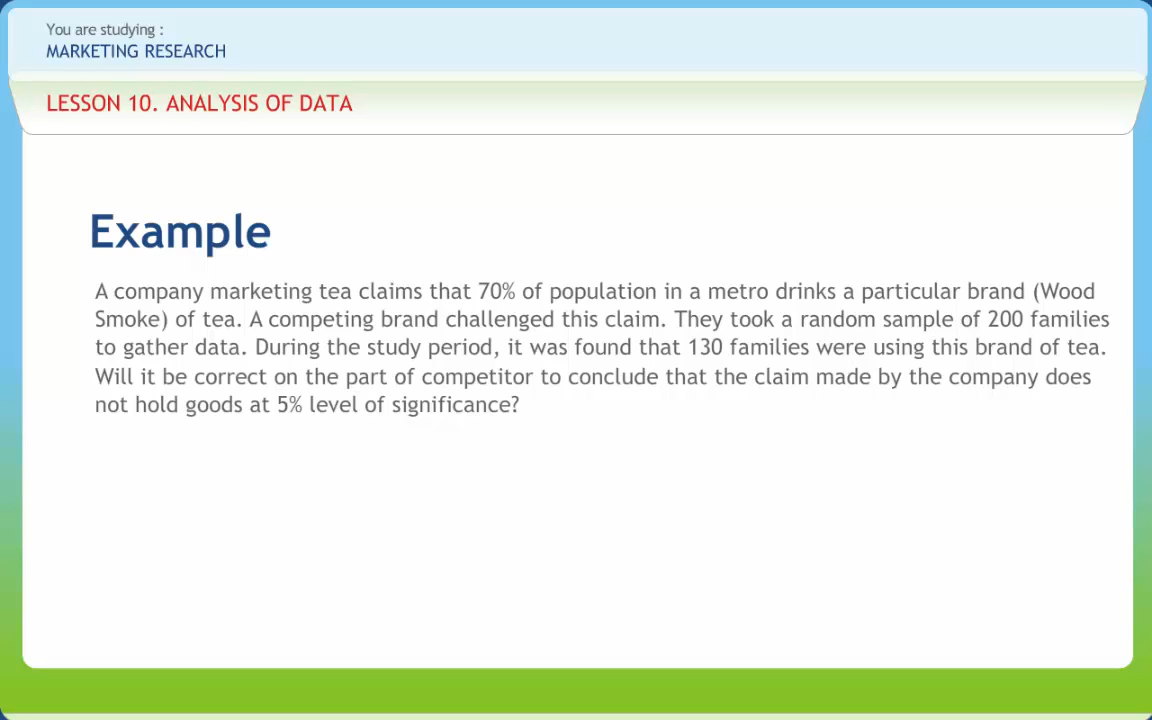 You are studying :
MARKETING RESEARCH
LESSON 10. ANALYSIS OF DATA
Example
A company marketing tea claims that 70% of population in a metro drinks a particular brand (Wood
Smoke) of tea. A competing brand challenged this claim. They took a random sample of 200 families
to gather data. During the study period, it was found that 130 families were using this brand of tea.
Will it be correct on the part of competitor to conclude that the claim made by the company does
not hold goods at 5% level of significance?